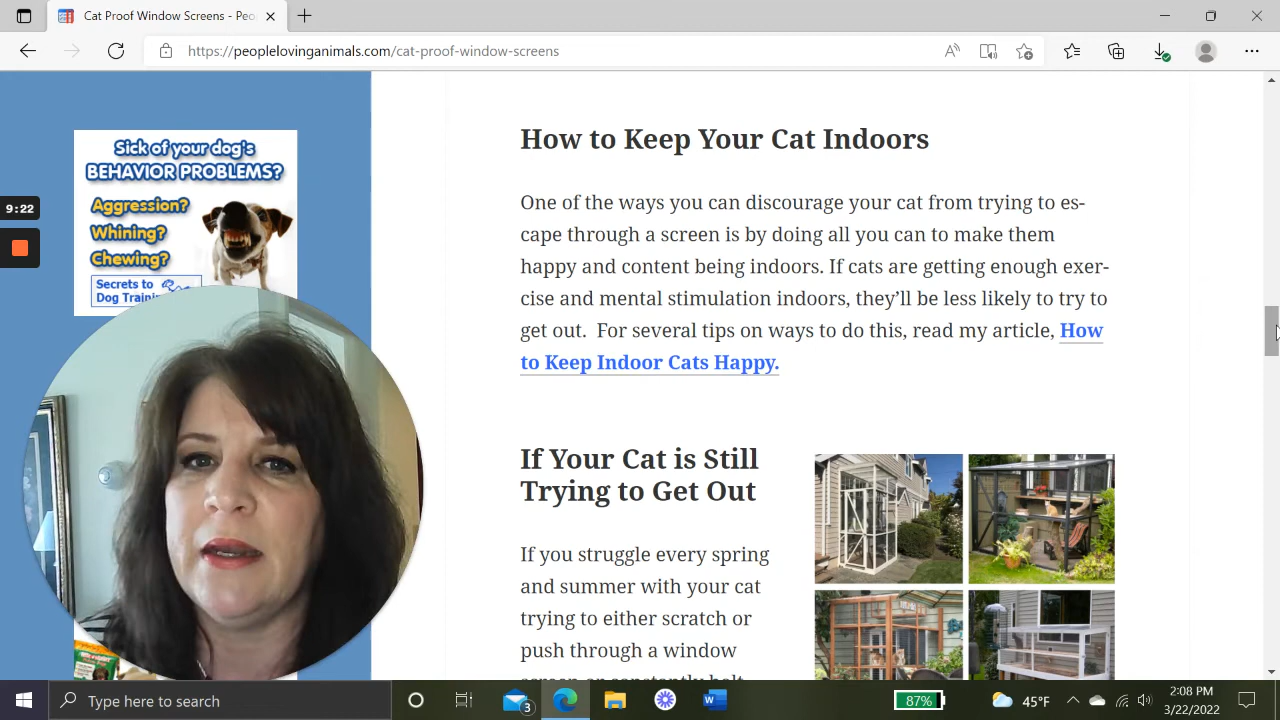 Cat Proof Window Screens - Peo
https://peoplelovinganimals.com/cat-proof-window-screens
Sick of your dog's
BEHAVIOR PROBLEMS?
Aggression?
Whining?
Chewing?
Secrets to
Dog Traini
9:22
How to Keep Your Cat Indoors
One of the ways you can discourage your cat from trying to es-
cape through a screen is by doing all you can to make them
happy and content being indoors. If cats are getting enough exer-
cise and mental stimulation indoors, they'll be less likely to try to
get out. For several tips on ways to do this, read my article, How
to Keep Indoor Cats Happy.
If Your Cat is Still
Trying to Get Out
If you struggle every spring
and summer with your cat
trying to either scratch or
push through a window
screen or constantly bolt
Type here to search
3
W
87%
45°F
2:08 PM
3/22/2022